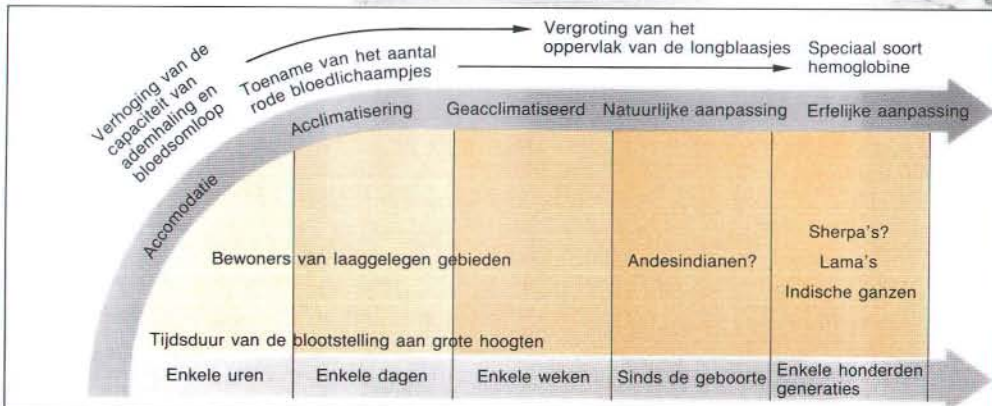 Verhoging van de
capaciteit van
ademhaling en
bloedsomloop
Toename van het aantal
rode bloedlichaampjes
Vergroting van het
oppervlak van de longblaasjes
Speciaal soort
hemoglobine
Accomodatie
Acclimatisering
Geacclimatiseerd
Natuurlijke aanpassing
Erfelijke aanpassing
Bewoners van laaggelegen gebieden
Andesindianen?
Sherpa's?
Lama's
Indische ganzen
Tijdsduur van de blootstelling aan grote hoogten
Enkele uren
Enkele dagen
Enkele weken
Sinds de geboorte
Enkele honderden
generaties